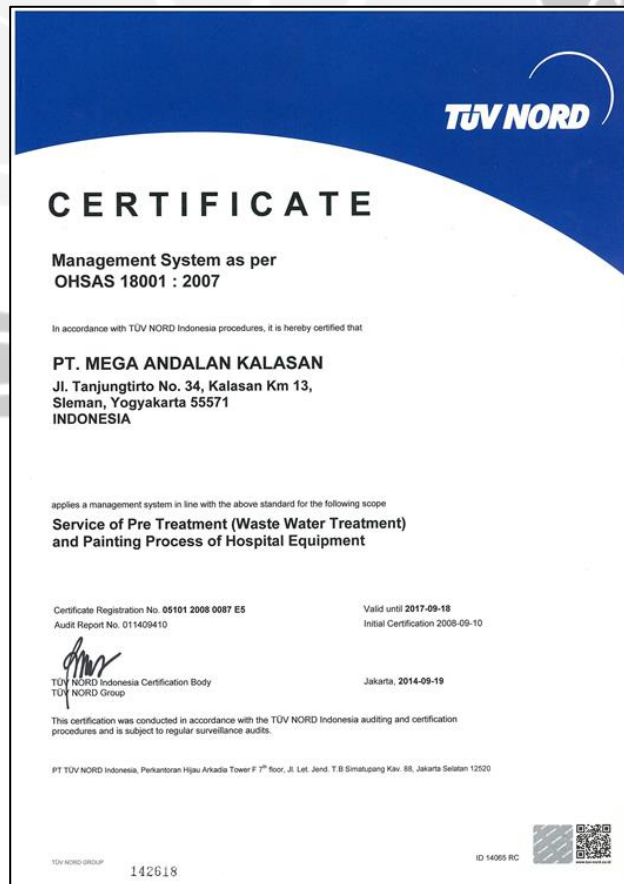 TÜV NORD
CERTIFICATE
Management System as per
OHSAS 18001 : 2007
In accordance with TÜV NORD Indonesia procedures, it is hereby certified that
PT. MEGA ANDALAN KALASAN
Jl. Tanjungtirto No. 34, Kalasan Km 13,
Sleman, Yogyakarta 55571
INDONESIA
applies a management system in line with the above standard for the following scope
Service of Pre Treatment (Waste Water Treatment)
and Painting Process of Hospital Equipment
Certificate Registration No. 05101 2008 0087 E5
Valid until 2017-09-18
Audit Report No. 011409410
Initial Certification 2008-09-10
TÜV NORD Indonesia Certification Body
TÜV NORD Group
Jakarta, 2014-09-19
This certification was conducted in accordance with the TÜV NORD Indonesia auditing and certification
procedures and is subject to regular surveillance audits.
PT TÜV NORD Indonesia, Perkantoran Hijau Arkadia Tower F 7th floor, Jl. Let. Jend. T.B Simatupang Kav. 88, Jakarta Selatan 12520
TÜV NORD GROUP
142618
ID 14065 RC